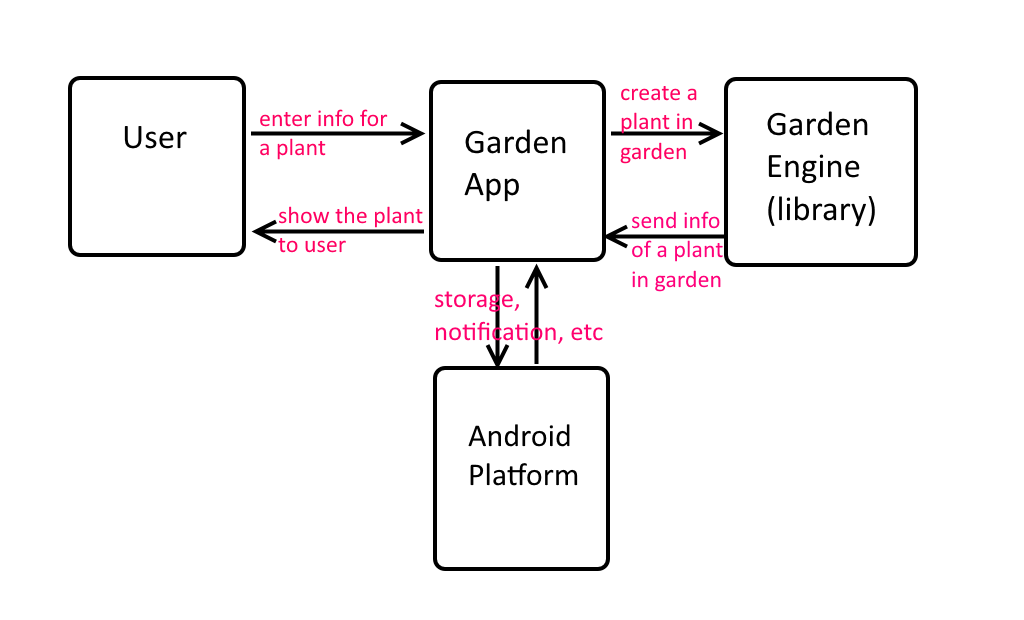 User
enter info for
a plant
show the plant
to user
Garden
App
create a
plant in
garden
send info
of a plant
in garden
Garden
Engine
(library)
storage,
notification, etc
Android
Platform